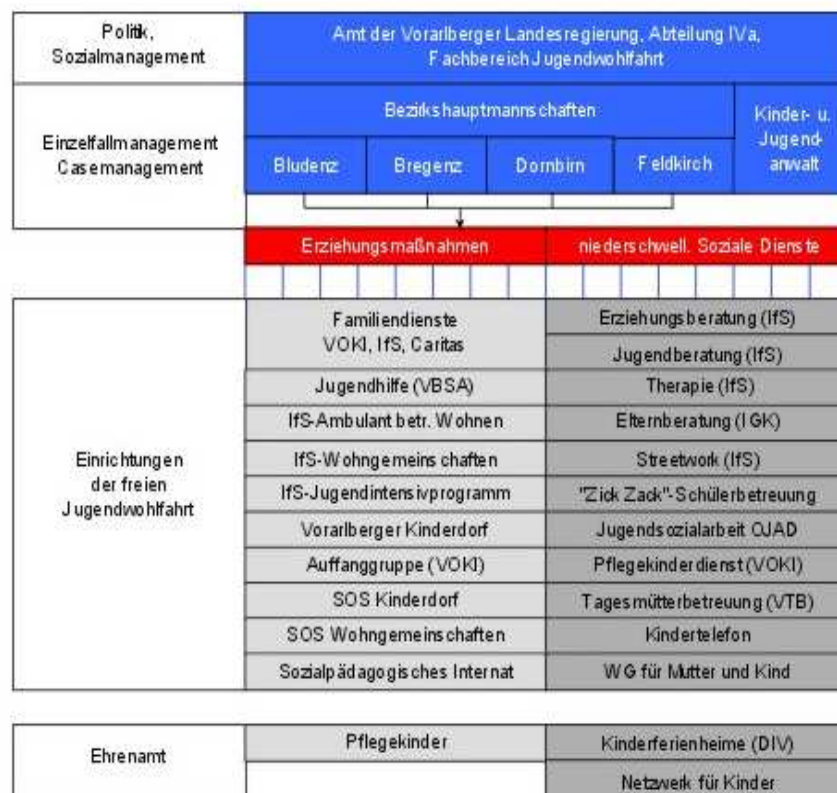 Politik,
Sozialmanagement
Amt der Vorarlberger Landesregierung, Abteilung IVa,
Fachbereich Jugendwohlfahrt
Einzelfallmanagement
Casemanagement
Bezirkshauptmannschaften
Bludenz
Bregenz
Dornbirn
Feldkirch
Kinder- u.
Jugend-
anwalt
Erziehungsmaßnahmen
niederschwell. Soziale Dienste
Einrichtungen
der freien
Jugendwohlfahrt
Familiendienste
VOKI, IfS, Caritas
Jugendhilfe (VBSA)
IfS-Ambulant betr. Wohnen
IfS-Wohngemeinschaften
IfS-Jugendintensivprogramm
Vorarlberger Kinderdorf
Auffanggruppe (VOKI)
SOS Kinderdorf
SOS Wohngemeinschaften
Sozialpädagogisches Internat
Erziehungsberatung (IfS)
Jugendberatung (IfS)
Therapie (IfS)
Elternberatung (IGK)
Streetwork (IfS)
"Zick Zack"-Schülerbetreuung
Jugendsozialarbeit OJAD
Pflegekinderdienst (VOKI)
Tagesmütterbetreuung (VTB)
Kindertelefon
WG für Mutter und Kind
Ehrenamt
Pflegekinder
Kinderferienheime (DIV)
Netzwerk für Kinder